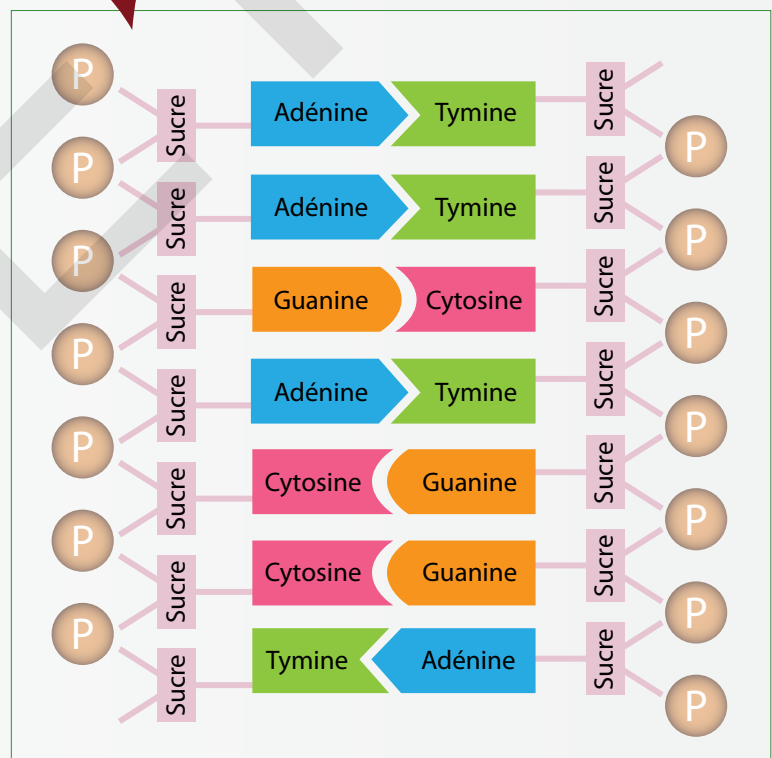 P
Sucre Adénine Tymine Sucre
P P
Sucre Adénine Tymine Sucre
P P
Sucre Guanine Cytosine Sucre
P P
Sucre Adénine Tymine Sucre
P P
Sucre Cytosine Guanine Sucre
P P
Sucre Cytosine Guanine Sucre
P P
Sucre Tymine Adénine Sucre
P